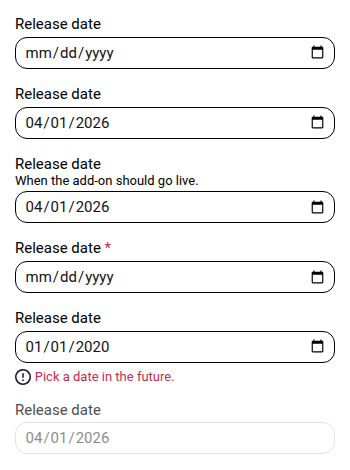 Release date
mm/dd/yyyy
Release date
04/01/2026
Release date
When the add-on should go live.
04/01/2026
Release date *
mm/dd/yyyy
Release date
01/01/2020
Pick a date in the future.
Release date
04/01/2026